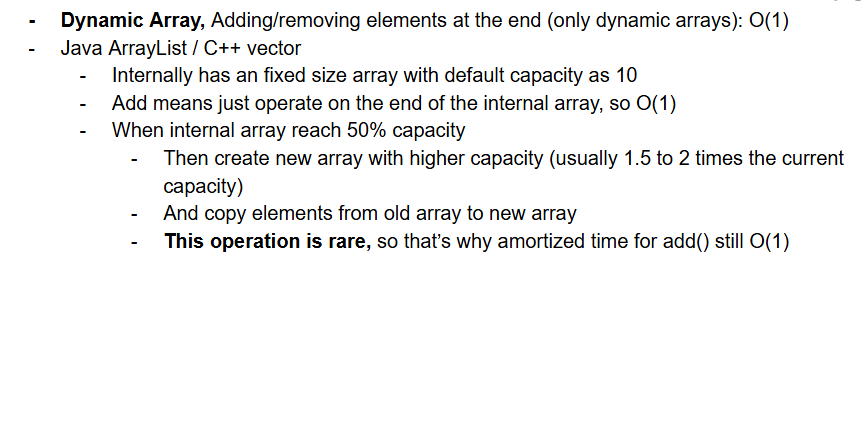 - Dynamic Array, Adding/removing elements at the end (only dynamic arrays): O(1)
- Java ArrayList / C++ vector
- Internally has an fixed size array with default capacity as 10
- Add means just operate on the end of the internal array, so O(1)
- When internal array reach 50% capacity
- Then create new array with higher capacity (usually 1.5 to 2 times the current
capacity)
- And copy elements from old array to new array
- This operation is rare, so that's why amortized time for add() still O(1)